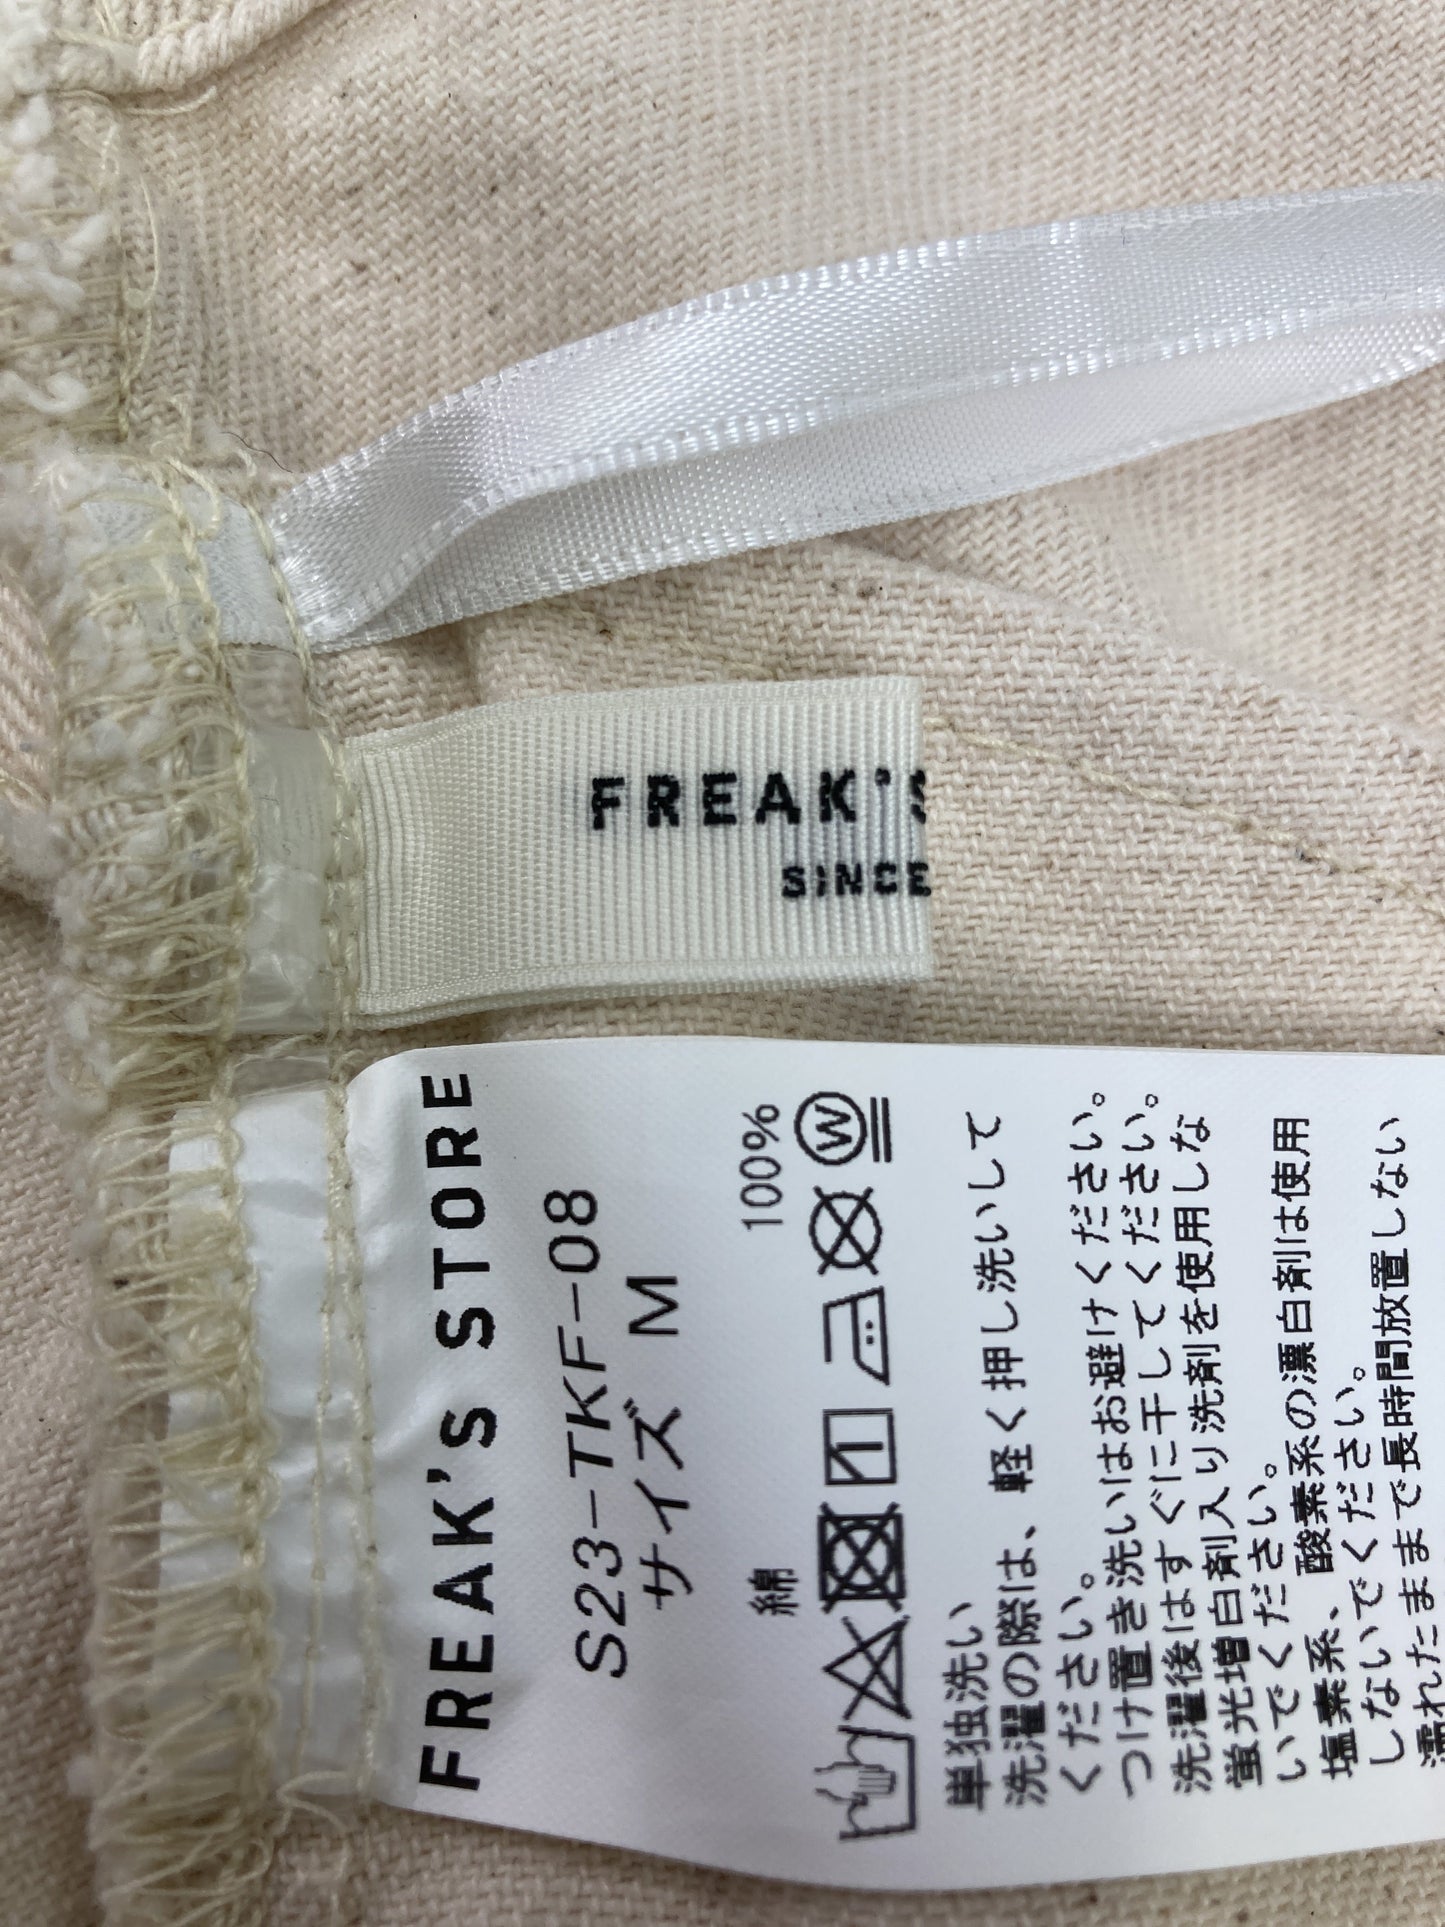 FREAK'S
SINCE
FREAK'S STORE
S23-TKF-08
サイズ M
綿 100%
W
単独洗い
洗濯の際は、軽く押し洗いして
ください。
つけ置き洗いはお避けください。
洗濯後はすぐに干してください。
蛍光増白剤入り洗剤を使用しな
いでください。
塩素系、酸素系の漂白剤は使用
しないでください。
濡れたまま長時間放置しない